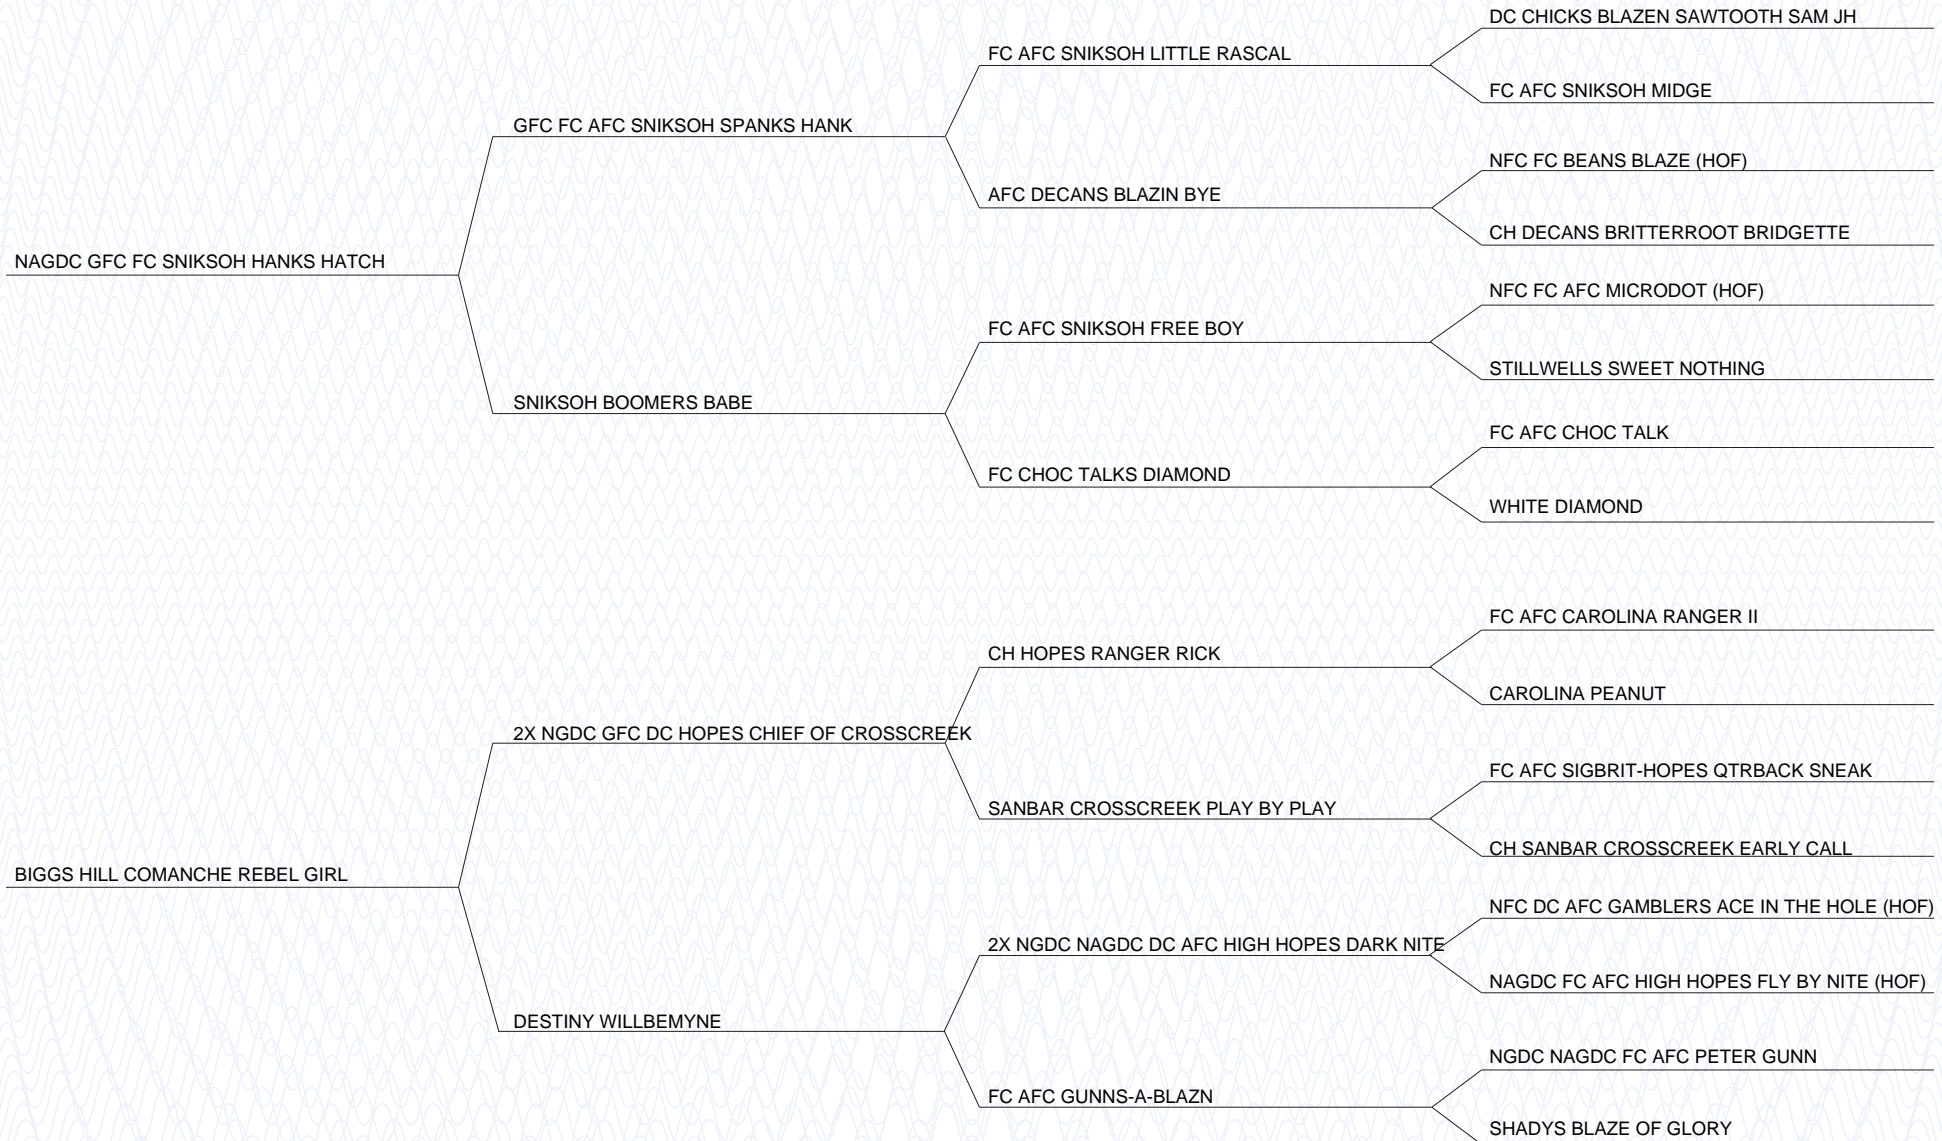 DC CHICKS BLAZEN SAWTOOTH SAM JH
FC AFC SNIKSOH LITTLE RASCAL
FC AFC SNIKSOH MIDGE
GFC FC AFC SNIKSOH SPANKS HANK
NFC FC BEANS BLAZE (HOF)
AFC DECANS BLAZIN BYE
CH DECANS BRITTERROOT BRIDGETTE
NAGDC GFC FC SNIKSOH HANKS HATCH
NFC FC AFC MICRODOT (HOF)
FC AFC SNIKSOH FREE BOY
STILLWELLS SWEET NOTHING
SNIKSOH BOOMERS BABE
FC AFC CHOC TALK
FC CHOC TALKS DIAMOND
WHITE DIAMOND
FC AFC CAROLINA RANGER II
CH HOPES RANGER RICK
CAROLINA PEANUT
2X NGDC GFC DC HOPES CHIEF OF CROSSCREEK
FC AFC SIGBRIT-HOPES QTRBACK SNEAK
SANBAR CROSSCREEK PLAY BY PLAY
CH SANBAR CROSSCREEK EARLY CALL
BIGGS HILL COMANCHE REBEL GIRL
NFC DC AFC GAMBLERS ACE IN THE HOLE (HOF)
2X NGDC NAGDC DC AFC HIGH HOPES DARK NITE
NAGDC FC AFC HIGH HOPES FLY BY NITE (HOF)
DESTINY WILLBEMYNE
NGDC NAGDC FC AFC PETER GUNN
FC AFC GUNNS-A-BLAZN
SHADYS BLAZE OF GLORY